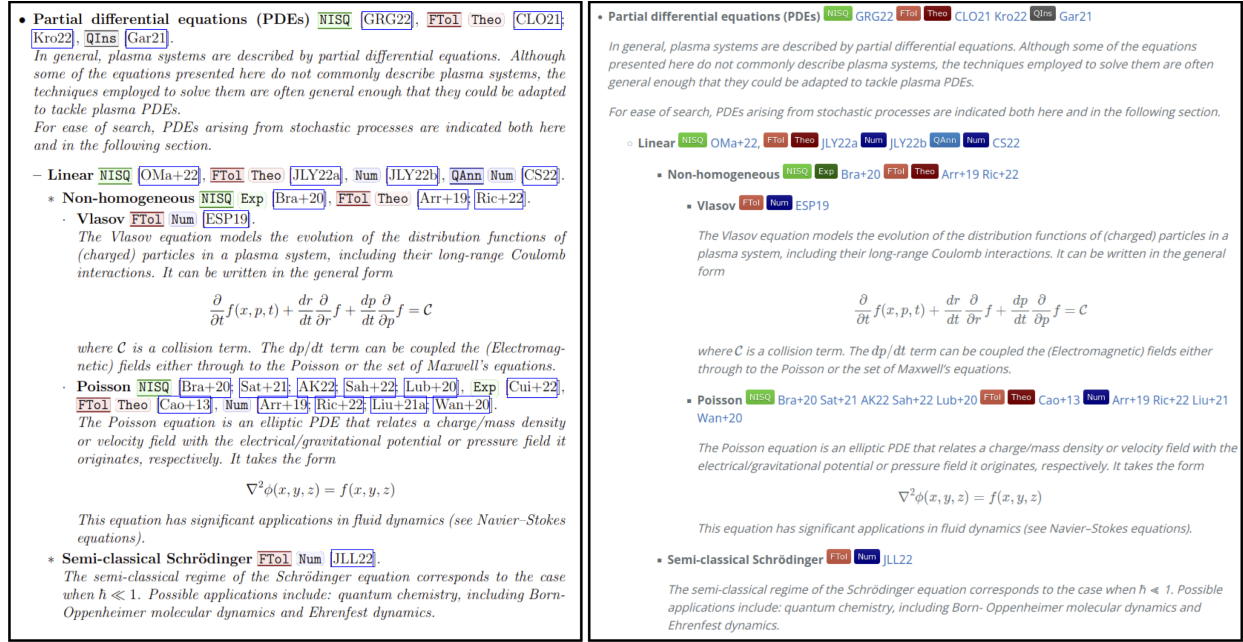 • Partial differential equations (PDEs) NISQ [GRG22], FTol Theo [CLO21;
Kro22], QIns [Gar21].
In general, plasma systems are described by partial differential equations. Although
some of the equations presented here do not commonly describe plasma systems, the
techniques employed to solve them are often general enough that they could be adapted
to tackle plasma PDEs.
For ease of search, PDEs arising from stochastic processes are indicated both here
and in the following section.
– Linear NISQ [OMa+22], FTol Theo [JLY22a], Num [JLY22b], QAnn Num [CS22].
∗ Non-homogeneous NISQ Exp [Bra+20], FTol Theo [Arr+19; Ric+22].
· Vlasov FTol Num [ESP19].
The Vlasov equation models the evolution of the distribution functions of
(charged) particles in a plasma system, including their long-range Coulomb
interactions. It can be written in the general form
∂/∂t f(x, p, t) + dr/dt ∂/∂r f + dp/dt ∂/∂p f = 𝒞
where 𝒞 is a collision term. The dp/dt term can be coupled the (Electromag-
netic) fields either through to the Poisson or the set of Maxwell's equations.
· Poisson NISQ [Bra+20; Sat+21; AK22; Sah+22; Lub+20], Exp [Cui+22],
FTol Theo [Cao+13], Num [Arr+19; Ric+22; Liu+21a; Wan+20].
The Poisson equation is an elliptic PDE that relates a charge/mass density
or velocity field with the electrical/gravitational potential or pressure field it
originates, respectively. It takes the form
∇²ϕ(x, y, z) = f(x, y, z)
This equation has significant applications in fluid dynamics (see Navier–Stokes
equations).
∗ Semi-classical Schrödinger FTol Num [JLL22].
The semi-classical regime of the Schrödinger equation corresponds to the case
when ℏ ≪ 1. Possible applications include: quantum chemistry, including Born-
Oppenheimer molecular dynamics and Ehrenfest dynamics.
• Partial differential equations (PDEs) NISQ GRG22 FTol Theo CLO21 Kro22 QIns Gar21
In general, plasma systems are described by partial differential equations. Although some of the equations
presented here do not commonly describe plasma systems, the techniques employed to solve them are often
general enough that they could be adapted to tackle plasma PDEs.
For ease of search, PDEs arising from stochastic processes are indicated both here and in the following section.
◦ Linear NISQ OMa+22, FTol Theo JLY22a Num JLY22b QAnn Num CS22
▪ Non-homogeneous NISQ Exp Bra+20 FTol Theo Arr+19 Ric+22
▪ Vlasov FTol Num ESP19
The Vlasov equation models the evolution of the distribution functions of (charged) particles in a
plasma system, including their long-range Coulomb interactions. It can be written in the general
form
∂/∂t f(x, p, t) + dr/dt ∂/∂r f + dp/dt ∂/∂p f = 𝒞
where 𝒞 is a collision term. The dp/dt term can be coupled the (Electromagnetic) fields either
through to the Poisson or the set of Maxwell's equations.
▪ Poisson NISQ Bra+20 Sat+21 AK22 Sah+22 Lub+20 FTol Theo Cao+13 Num Arr+19 Ric+22 Liu+21
Wan+20
The Poisson equation is an elliptic PDE that relates a charge/mass density or velocity field with the
electrical/gravitational potential or pressure field it originates, respectively. It takes the form
∇²ϕ(x, y, z) = f(x, y, z)
This equation has significant applications in fluid dynamics (see Navier–Stokes equations).
▪ Semi-classical Schrödinger FTol Num JLL22
The semi-classical regime of the Schrödinger equation corresponds to the case when ℏ ≪ 1. Possible
applications include: quantum chemistry, including Born- Oppenheimer molecular dynamics and
Ehrenfest dynamics.